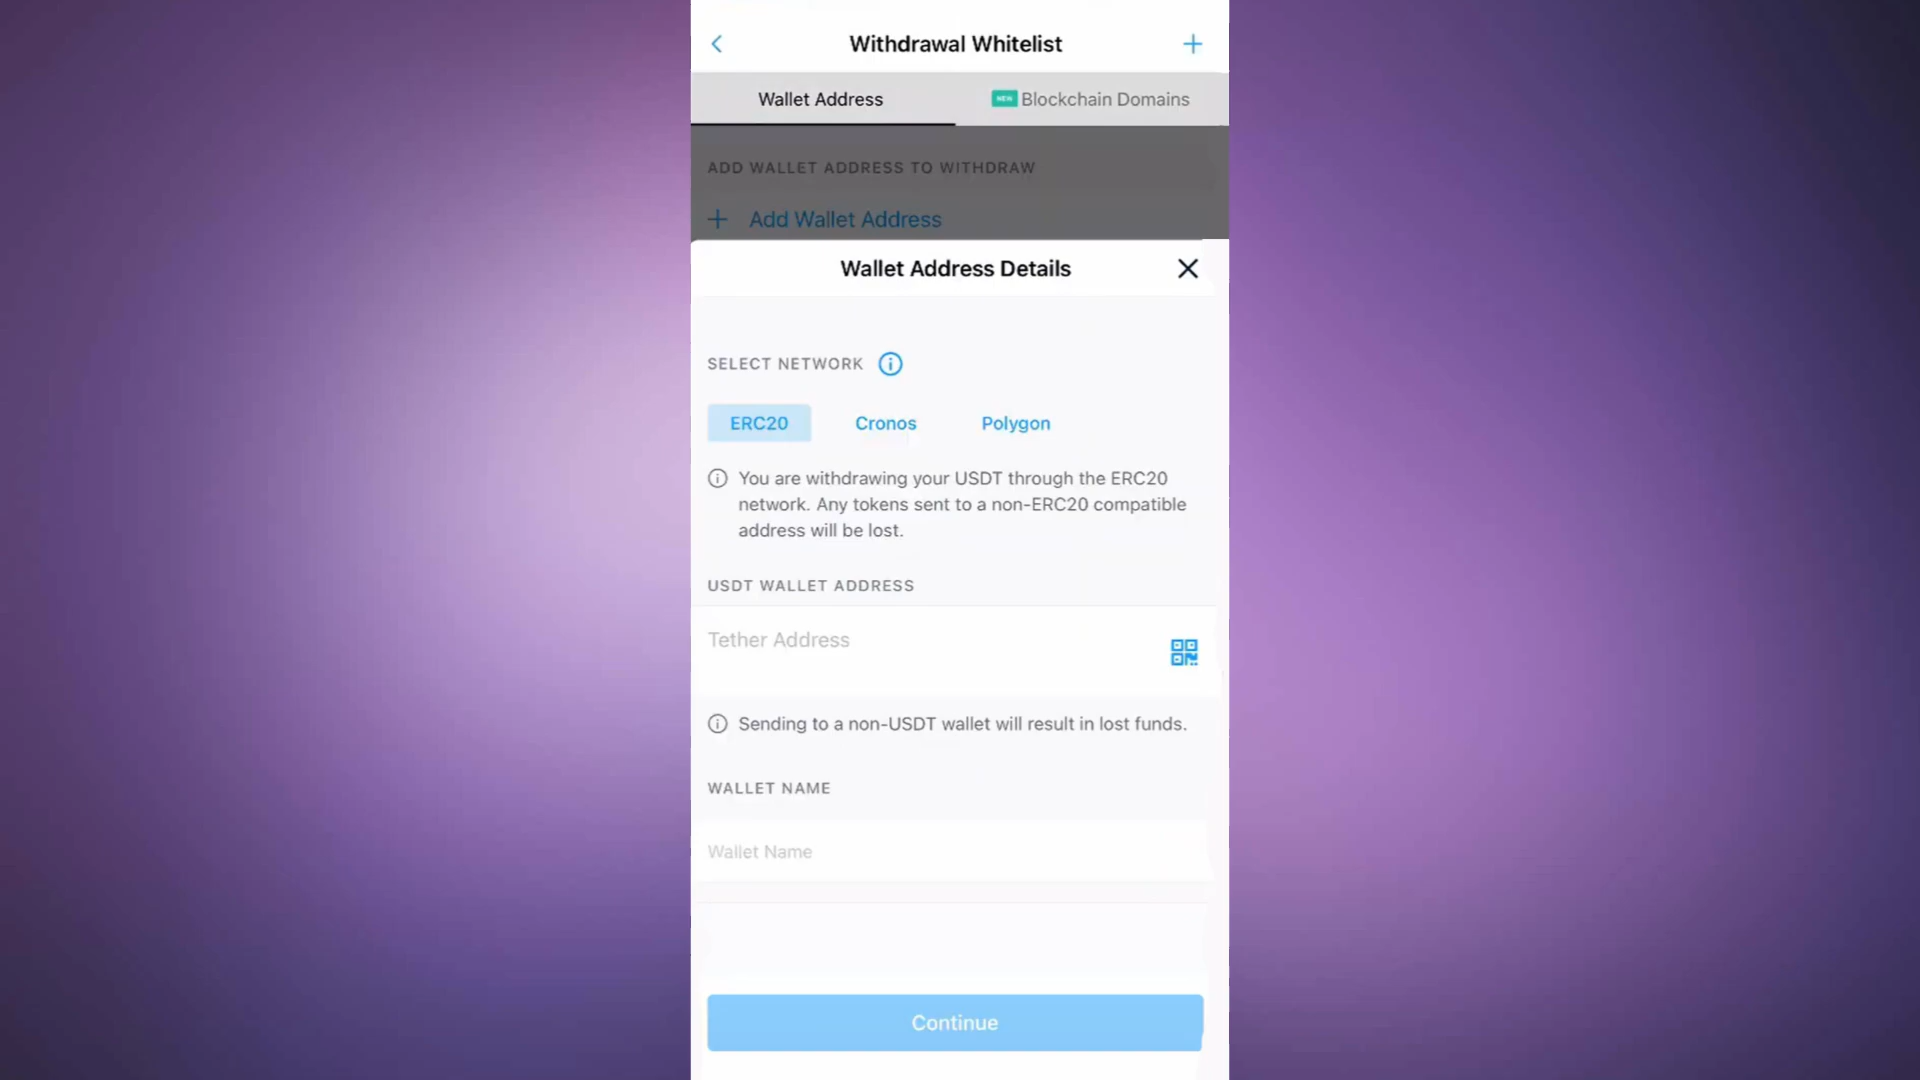 Withdrawal Whitelist
Wallet Address
NEW Blockchain Domains
ADD WALLET ADDRESS TO WITHDRAW
Add Wallet Address
Wallet Address Details
SELECT NETWORK
ERC20
Cronos
Polygon
You are withdrawing your USDT through the ERC20
network. Any tokens sent to a non-ERC20 compatible
address will be lost.
USDT WALLET ADDRESS
Tether Address
Sending to a non-USDT wallet will result in lost funds.
WALLET NAME
Wallet Name
Continue